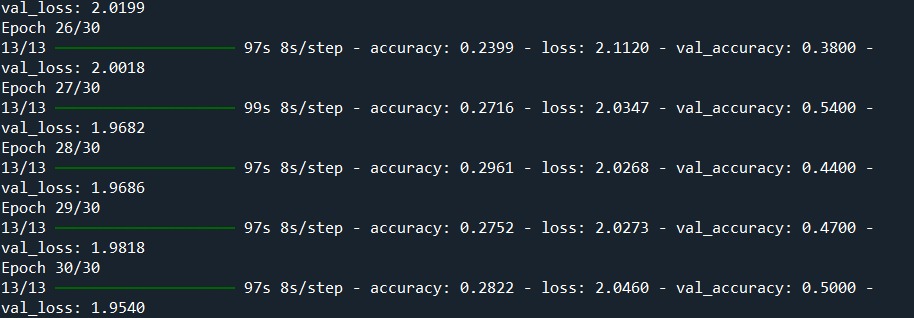 val_loss: 2.0199
Epoch 26/30
13/13 ━━━━━━━━━━━━━━━━━━━━ 97s 8s/step - accuracy: 0.2399 - loss: 2.1120 - val_accuracy: 0.3800 -
val_loss: 2.0018
Epoch 27/30
13/13 ━━━━━━━━━━━━━━━━━━━━ 99s 8s/step - accuracy: 0.2716 - loss: 2.0347 - val_accuracy: 0.5400 -
val_loss: 1.9682
Epoch 28/30
13/13 ━━━━━━━━━━━━━━━━━━━━ 97s 8s/step - accuracy: 0.2961 - loss: 2.0268 - val_accuracy: 0.4400 -
val_loss: 1.9686
Epoch 29/30
13/13 ━━━━━━━━━━━━━━━━━━━━ 97s 8s/step - accuracy: 0.2752 - loss: 2.0273 - val_accuracy: 0.4700 -
val_loss: 1.9818
Epoch 30/30
13/13 ━━━━━━━━━━━━━━━━━━━━ 97s 8s/step - accuracy: 0.2822 - loss: 2.0460 - val_accuracy: 0.5000 -
val_loss: 1.9540